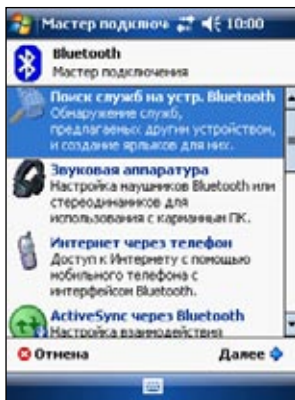 Мастер подключ 10:00
Bluetooth
Мастер подключения
Поиск служб на устр. Bluetooth
Обнаружение служб,
предлагаемых другим устройством,
и создание ярлыков для них.
Звуковая аппаратура
Настройка наушников Bluetooth или
стереодинамиков для
использования с карманным ПК.
Интернет через телефон
Доступ к Интернету с помощью
мобильного телефона с
интерфейсом Bluetooth.
ActiveSync через Bluetooth
Настройка взаимодействия
Отмена Далее